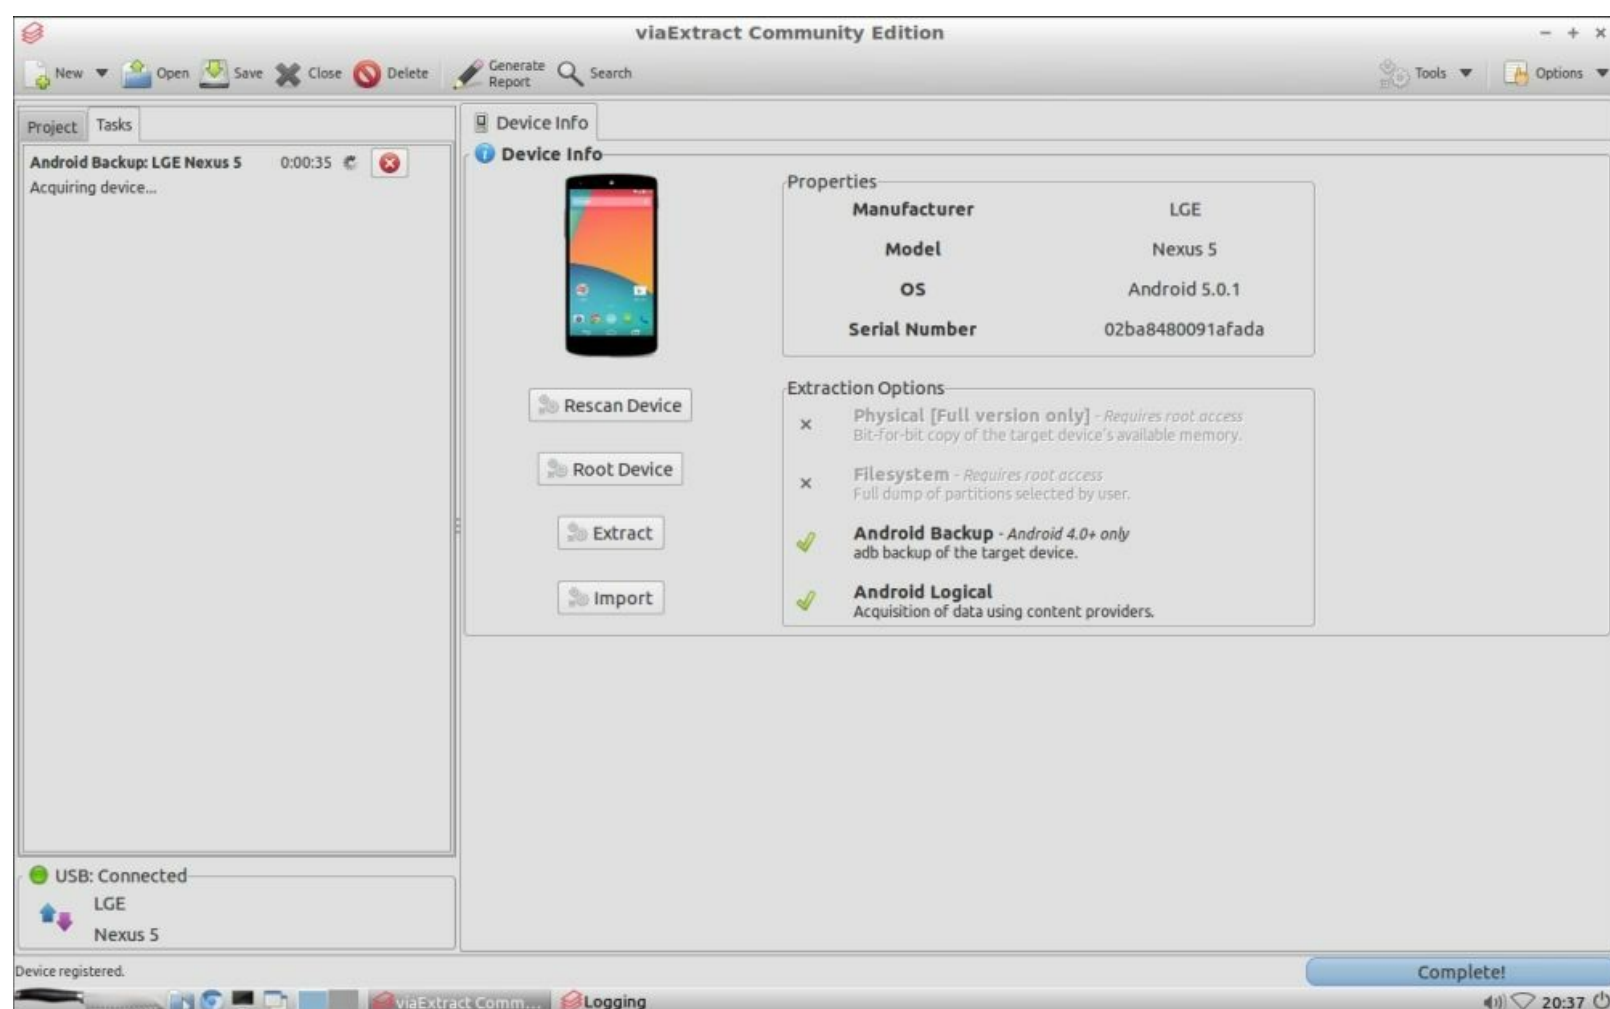 viaExtract Community Edition
New Open Save Close Delete Generate Report Search Tools Options
Project Tasks
Android Backup: LGE Nexus 5 0:00:35
Acquiring device...
USB: Connected
LGE
Nexus 5
Device Info
Device Info
Rescan Device
Root Device
Extract
Import
Properties
Manufacturer LGE
Model Nexus 5
OS Android 5.0.1
Serial Number 02ba8480091afada
Extraction Options
Physical [Full version only] - Requires root access
Bit-for-bit copy of the target device's available memory.
Filesystem - Requires root access
Full dump of partitions selected by user.
Android Backup - Android 4.0+ only
adb backup of the target device.
Android Logical
Acquisition of data using content providers.
Device registered. Complete!
viaExtract Comm... Logging 20:37